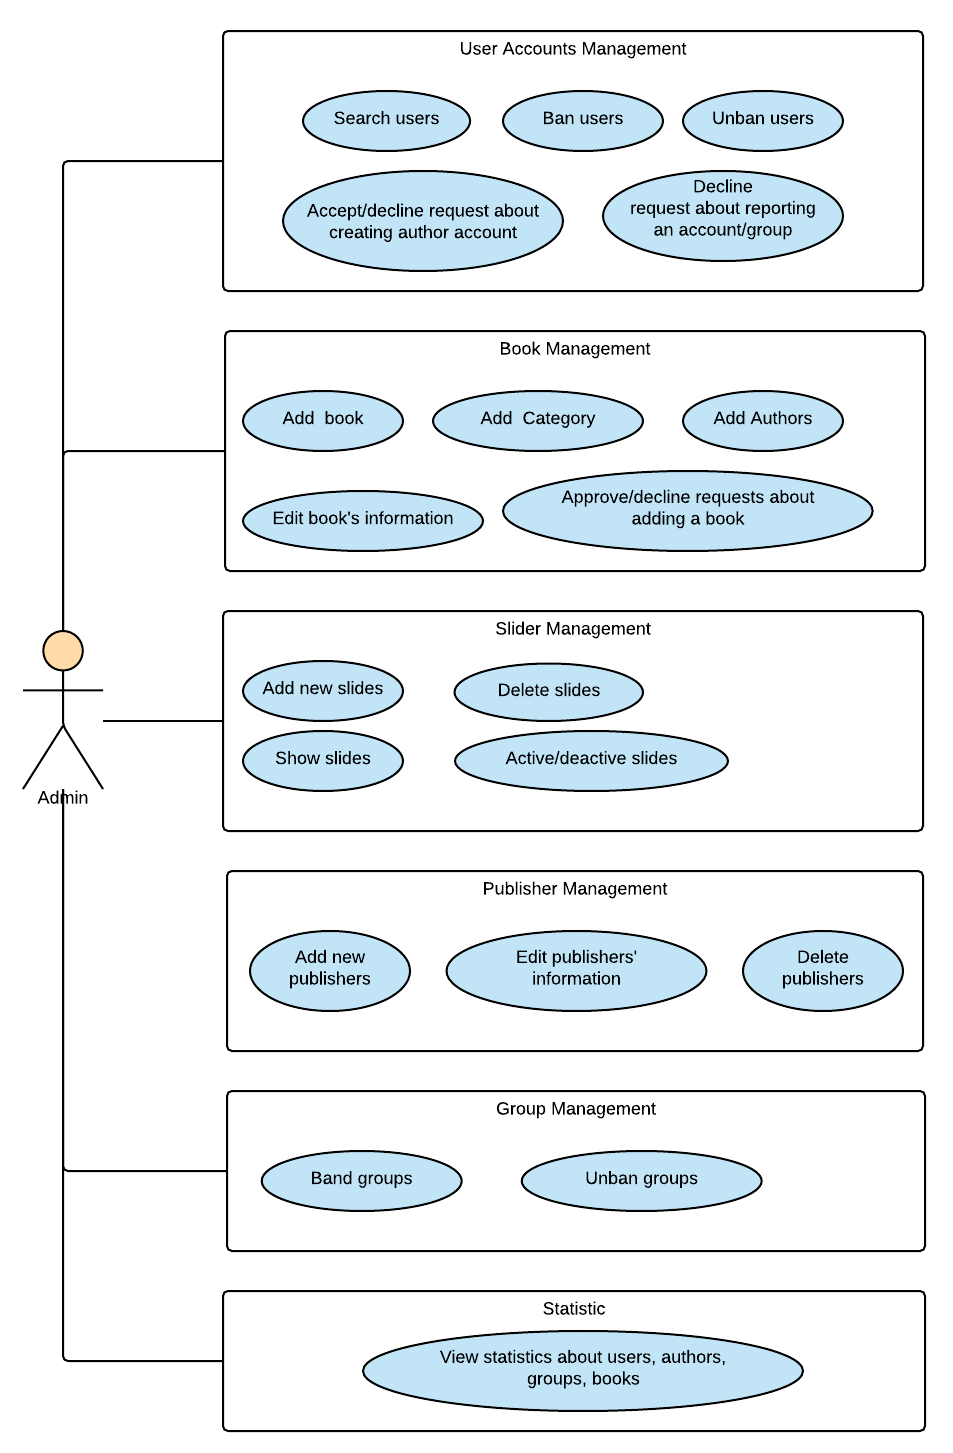 User Accounts Management
Search users
Ban users
Unban users
Accept/decline request about
creating author account
Decline
request about reporting
an account/group
Book Management
Add  book
Add  Category
Add Authors
Edit book's information
Approve/decline requests about
adding a book
Slider Management
Add new slides
Delete slides
Show slides
Active/deactive slides
Admin
Publisher Management
Add new
publishers
Edit publishers'
information
Delete
publishers
Group Management
Band groups
Unban groups
Statistic
View statistics about users, authors,
groups, books